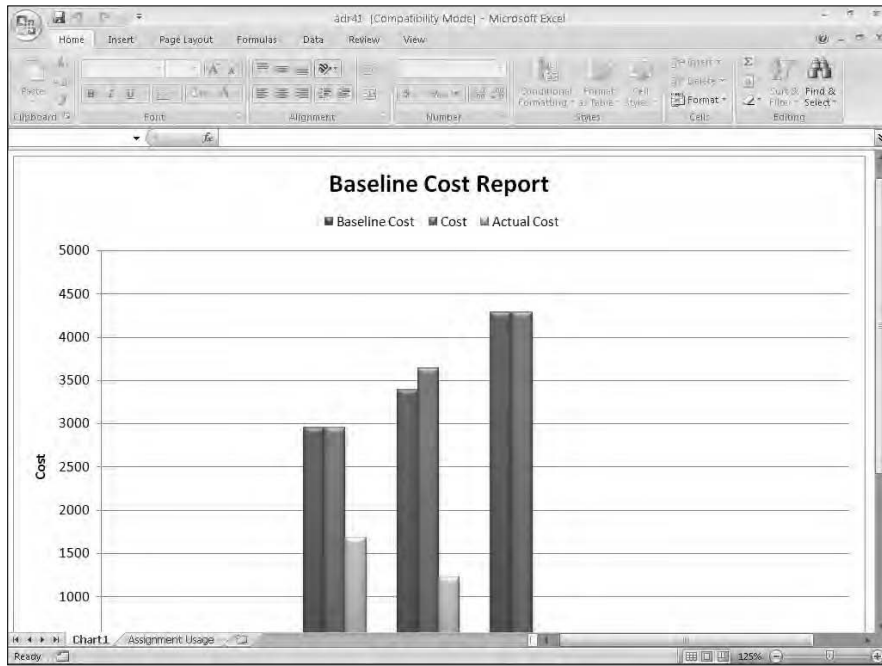 adr41 [Compatibility Mode] - Microsoft Excel
Home Insert Page Layout Formulas Data Review View
Paste
B I U
Conditional Formatting
Format as Table
Cell Styles
Insert
Delete
Format
Σ
Sort & Filter
Find & Select
Clipboard Font Alignment Number Styles Cells Editing
fx
Baseline Cost Report
Baseline Cost Cost Actual Cost
5000
4500
4000
3500
3000
2500
2000
1500
1000
Cost
Chart1 Assignment Usage
Ready 125%